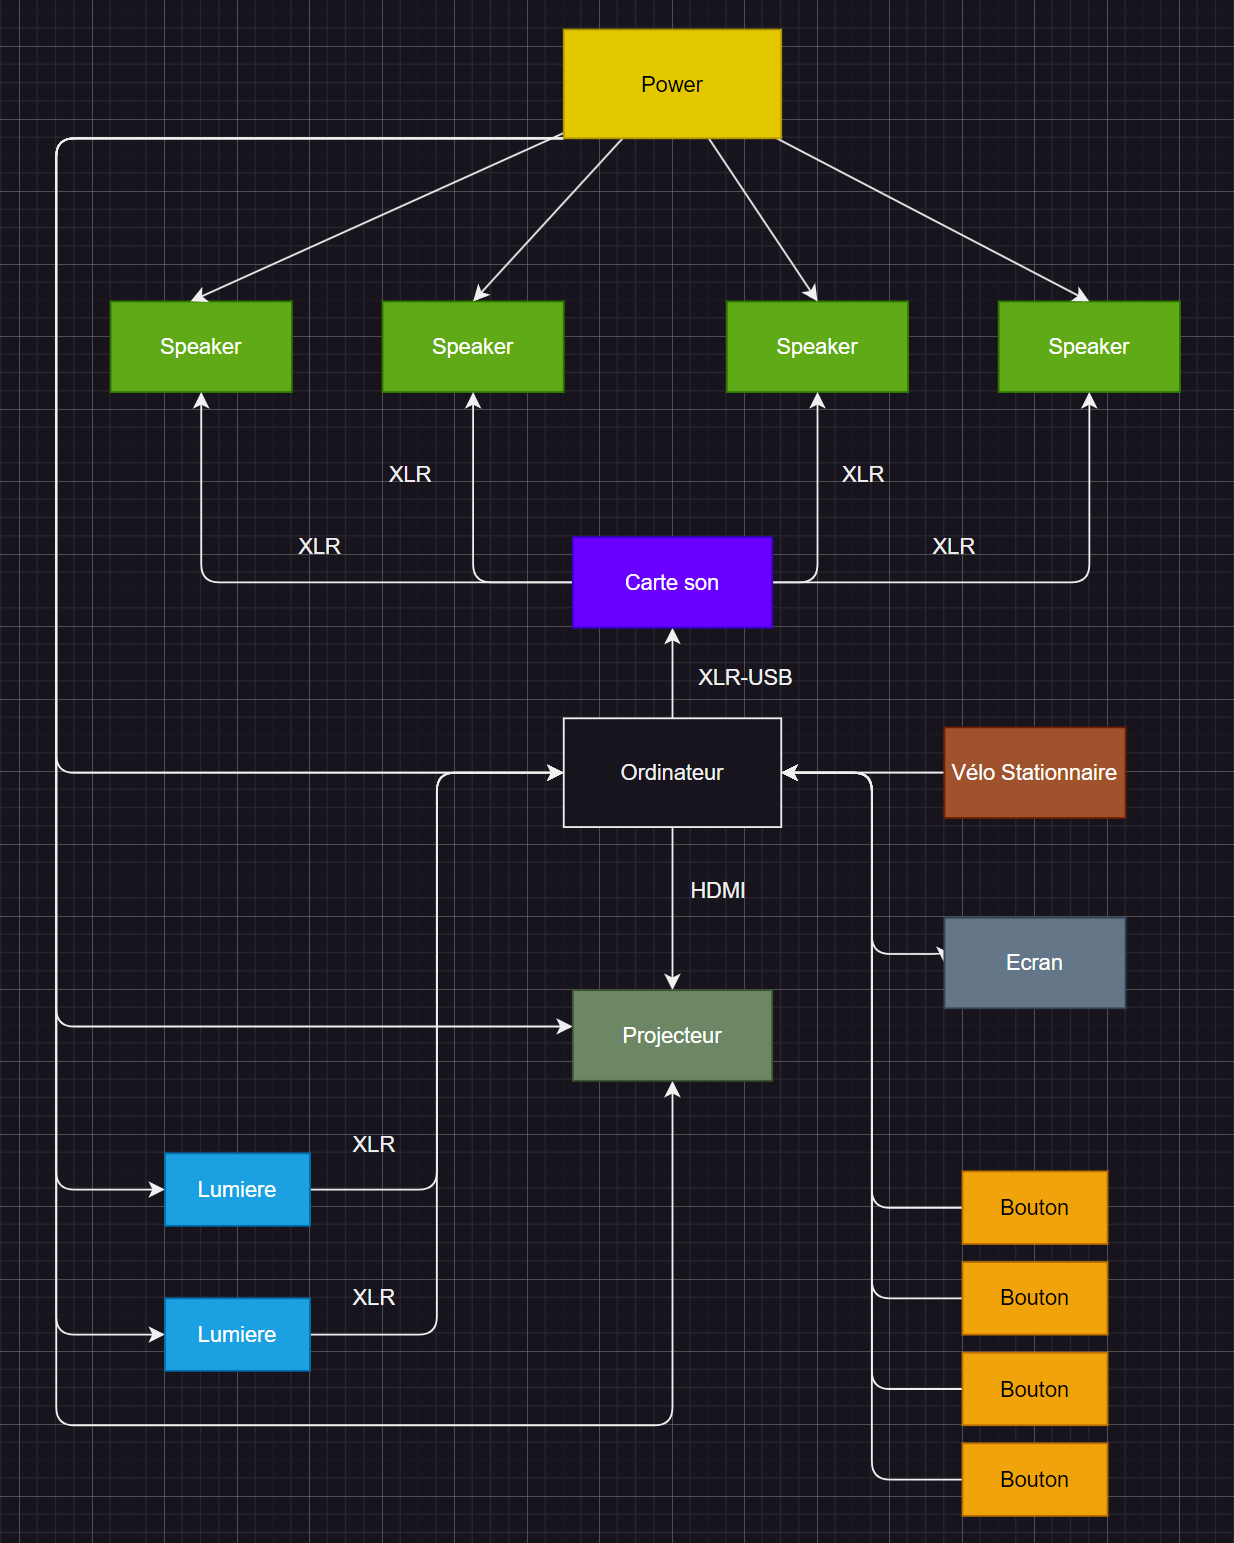 Power
Speaker
Speaker
Speaker
Speaker
XLR
XLR
XLR
XLR
Carte son
XLR-USB
Ordinateur
Vélo Stationnaire
HDMI
Ecran
Projecteur
XLR
Lumiere
Bouton
XLR
Bouton
Lumiere
Bouton
Bouton